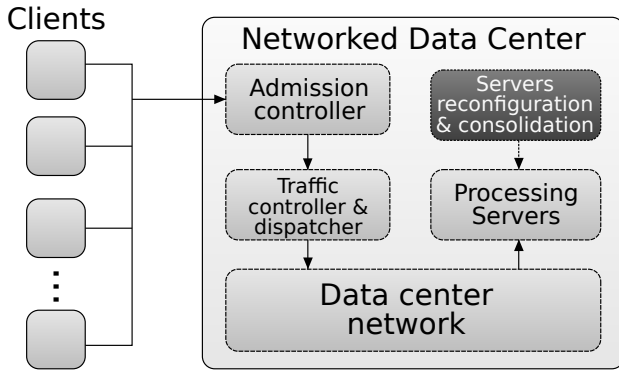 Clients
Networked Data Center
Admission
controller
Servers
reconfiguration
& consolidation
Traffic
controller &
dispatcher
Processing
Servers
Data center
network